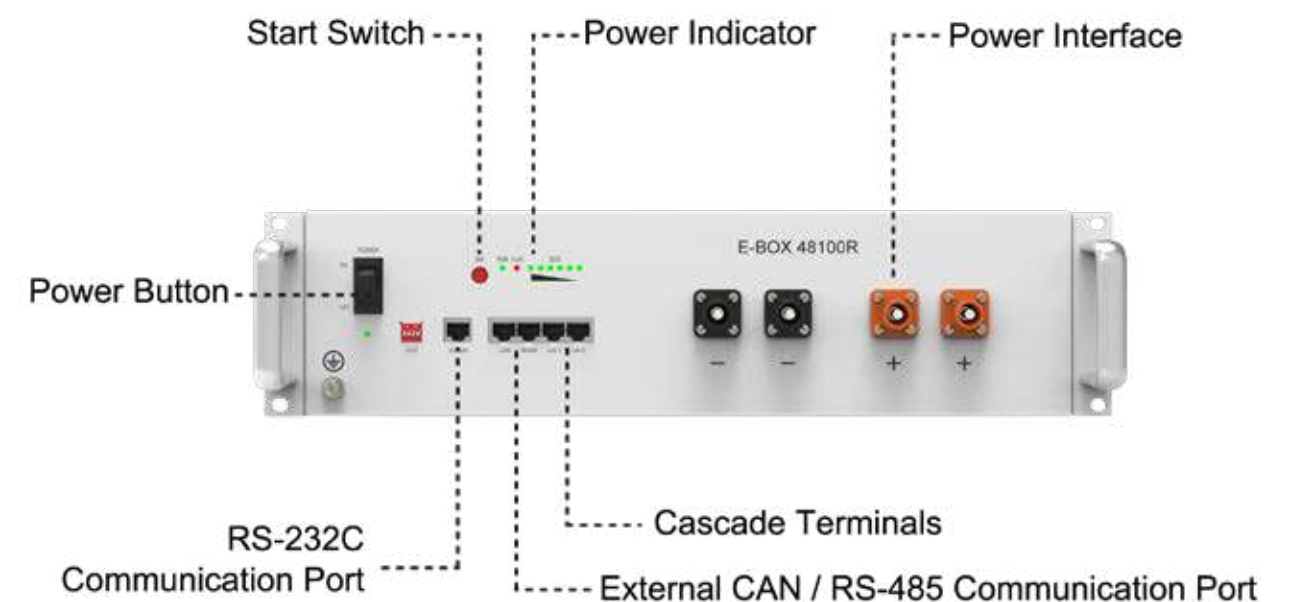 Start Switch
Power Indicator
Power Interface
E-BOX 48100R
Power Button
− − + +
RS-232C
Communication Port
Cascade Terminals
External CAN / RS-485 Communication Port